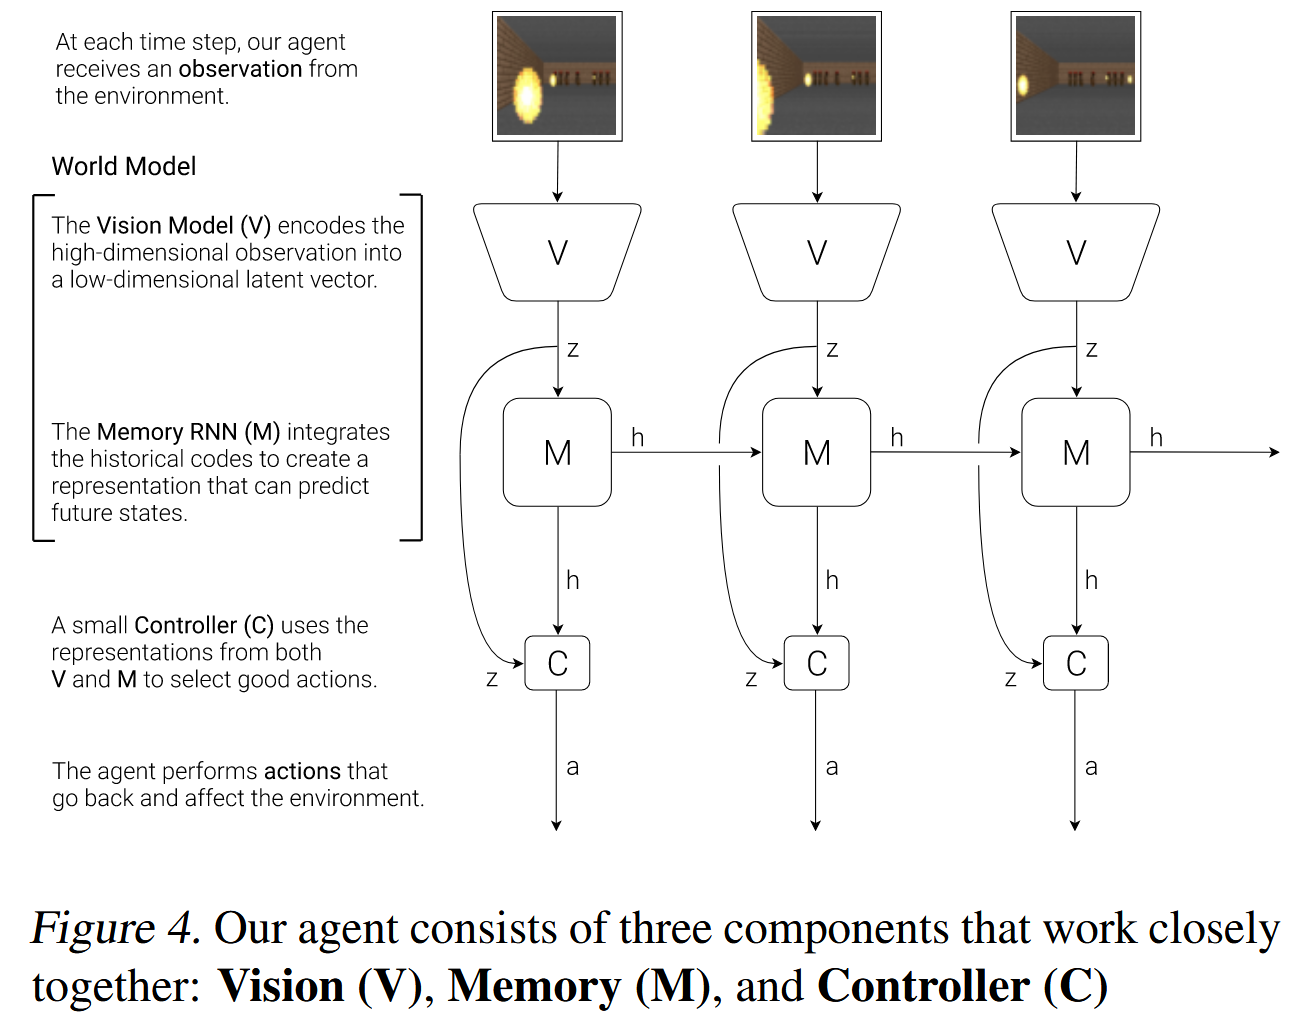 At each time step, our agent
receives an observation from
the environment.
World Model
The Vision Model (V) encodes the
high-dimensional observation into
a low-dimensional latent vector.
The Memory RNN (M) integrates
the historical codes to create a
representation that can predict
future states.
A small Controller (C) uses the
representations from both
V and M to select good actions.
The agent performs actions that
go back and affect the environment.
V V V
z z z
M h M h M h
h h h
C C C
z z z
a a a
Figure 4. Our agent consists of three components that work closely
together: Vision (V), Memory (M), and Controller (C)